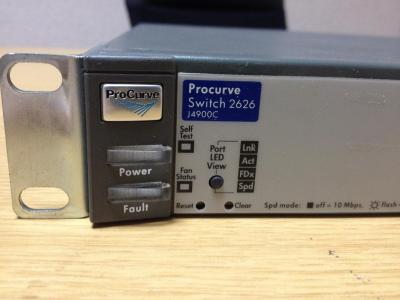 ProCurve
Procurve
Switch 2626
J4900C
Self
Test
Port
LED
View
LnK
Act
FDx
Spd
Power
Fan
Status
Fault
Reset
Clear
Spd mode: off = 10 Mbps, flash